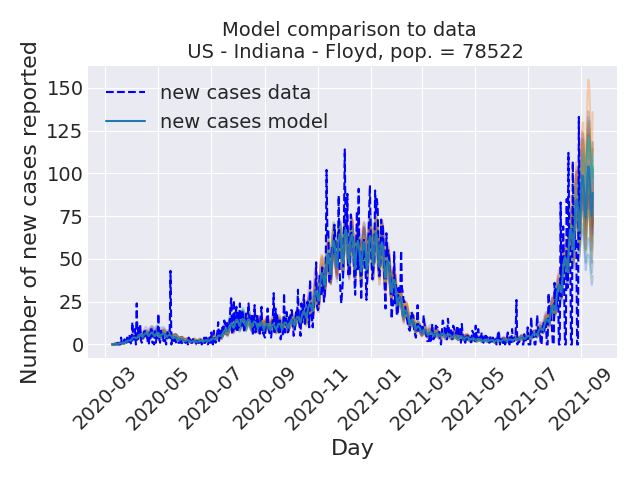 Model comparison to data
US - Indiana - Floyd, pop. = 78522
Number of new cases reported
150
125
100
75
50
25
0
new cases data
new cases model
2020-03
2020-05
2020-07
2020-09
2020-11
2021-01
2021-03
2021-05
2021-07
2021-09
Day